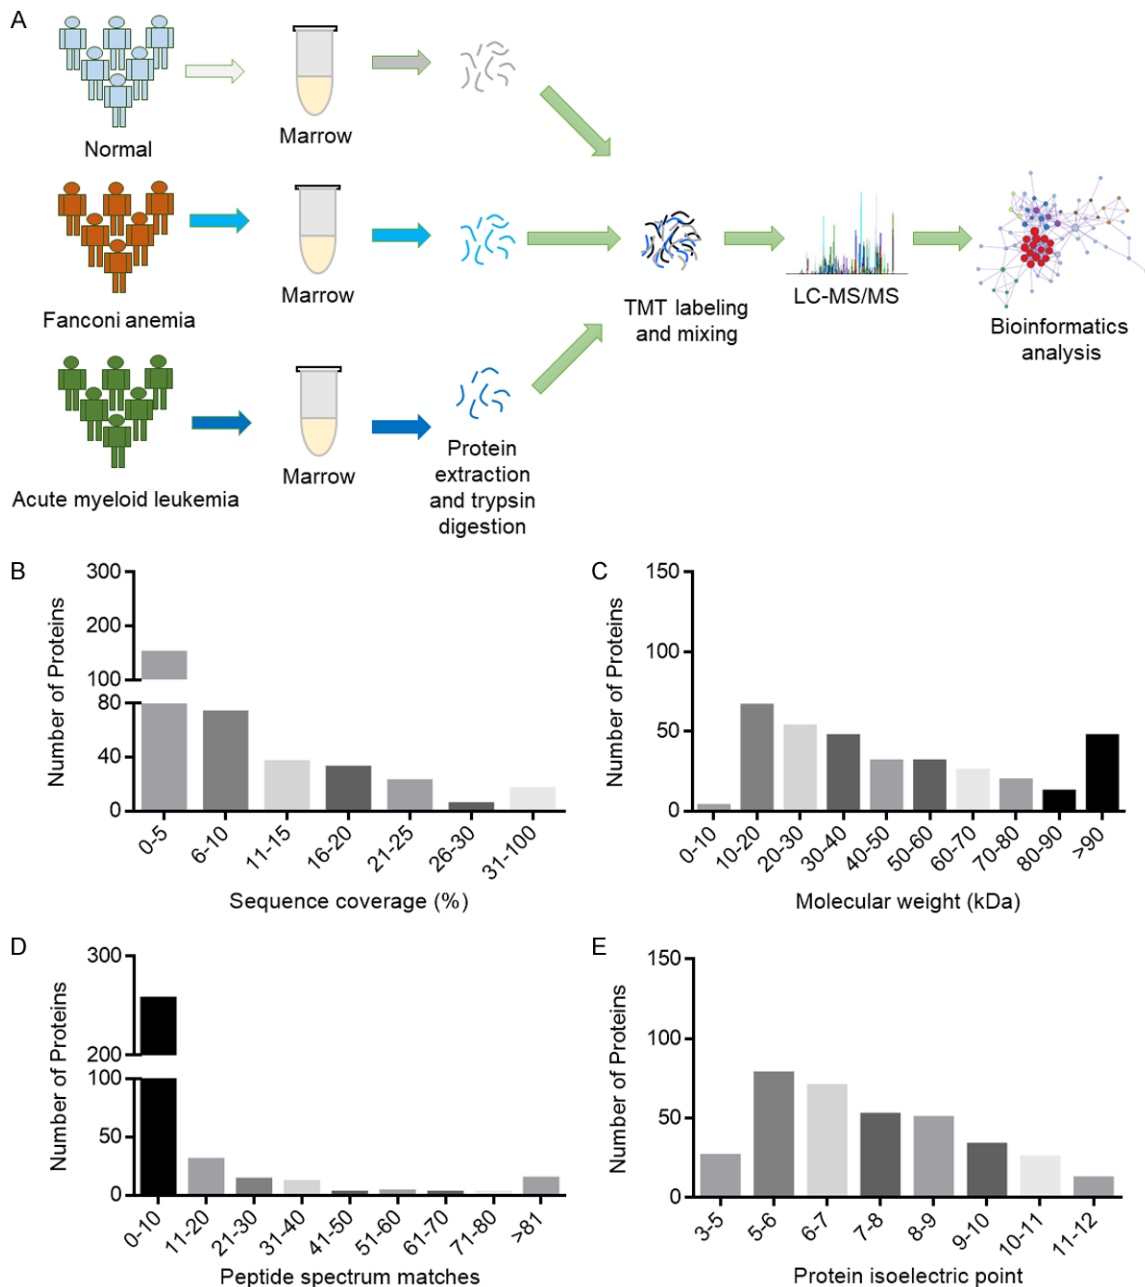 A
Normal
Marrow
Fanconi anemia
Marrow
Acute myeloid leukemia
Marrow
Protein
extraction
and trypsin
digestion
TMT labeling
and mixing
LC-MS/MS
Bioinformatics
analysis
B
Number of Proteins
300
200
100
80
40
0
0-5
6-10
11-15
16-20
21-25
26-30
31-100
Sequence coverage (%)
C
Number of Proteins
150
100
50
0
0-10
10-20
20-30
30-40
40-50
50-60
60-70
70-80
80-90
>90
Molecular weight (kDa)
D
Number of Proteins
300
200
100
50
0
0-10
11-20
21-30
31-40
41-50
51-60
61-70
71-80
>81
Peptide spectrum matches
E
Number of Proteins
150
100
50
0
3-5
5-6
6-7
7-8
8-9
9-10
10-11
11-12
Protein isoelectric point